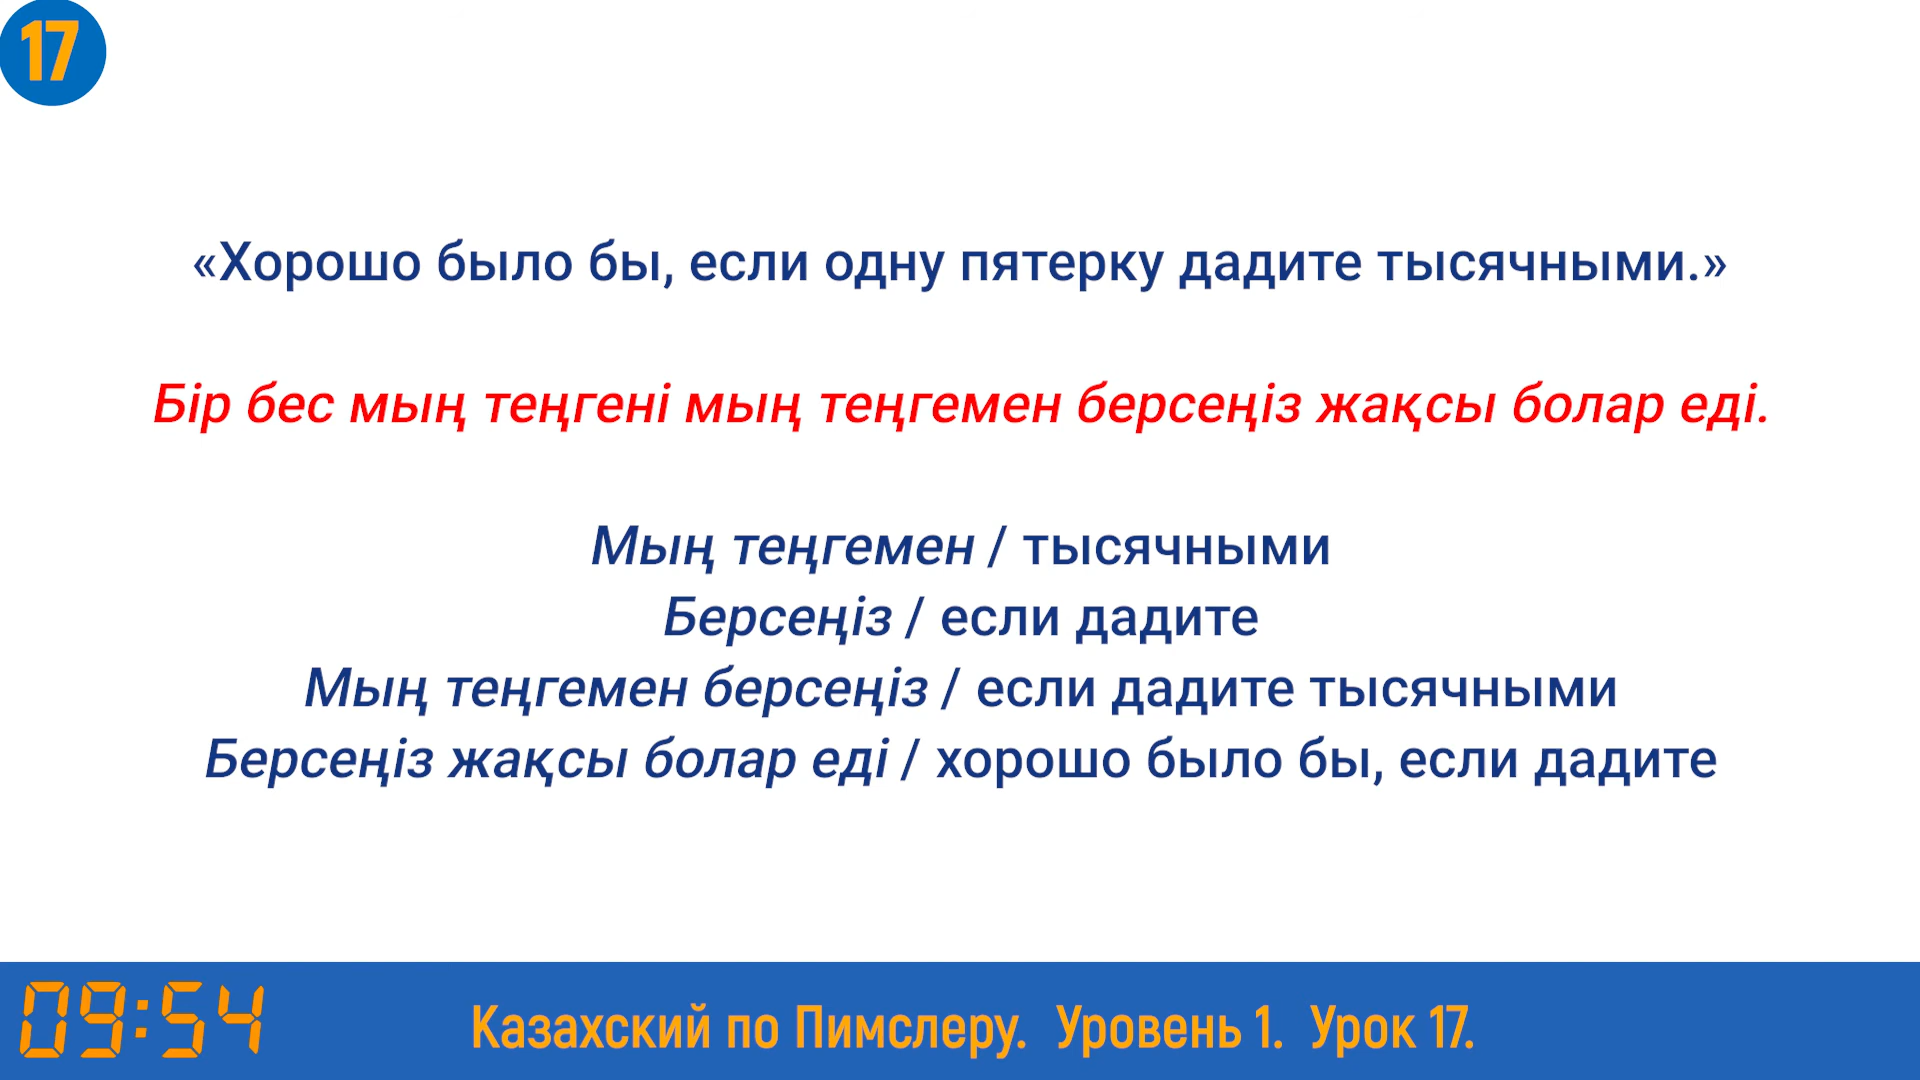 17
«Хорошо было бы, если одну пятерку дадите тысячными.»
Бір бес мың теңгені мың теңгемен берсеңіз жақсы болар еді.
Мың теңгемен / тысячными
Берсеңіз / если дадите
Мың теңгемен берсеңіз / если дадите тысячными
Берсеңіз жақсы болар еді / хорошо было бы, если дадите
09:54
Казахский по Пимслеру. Уровень 1. Урок 17.